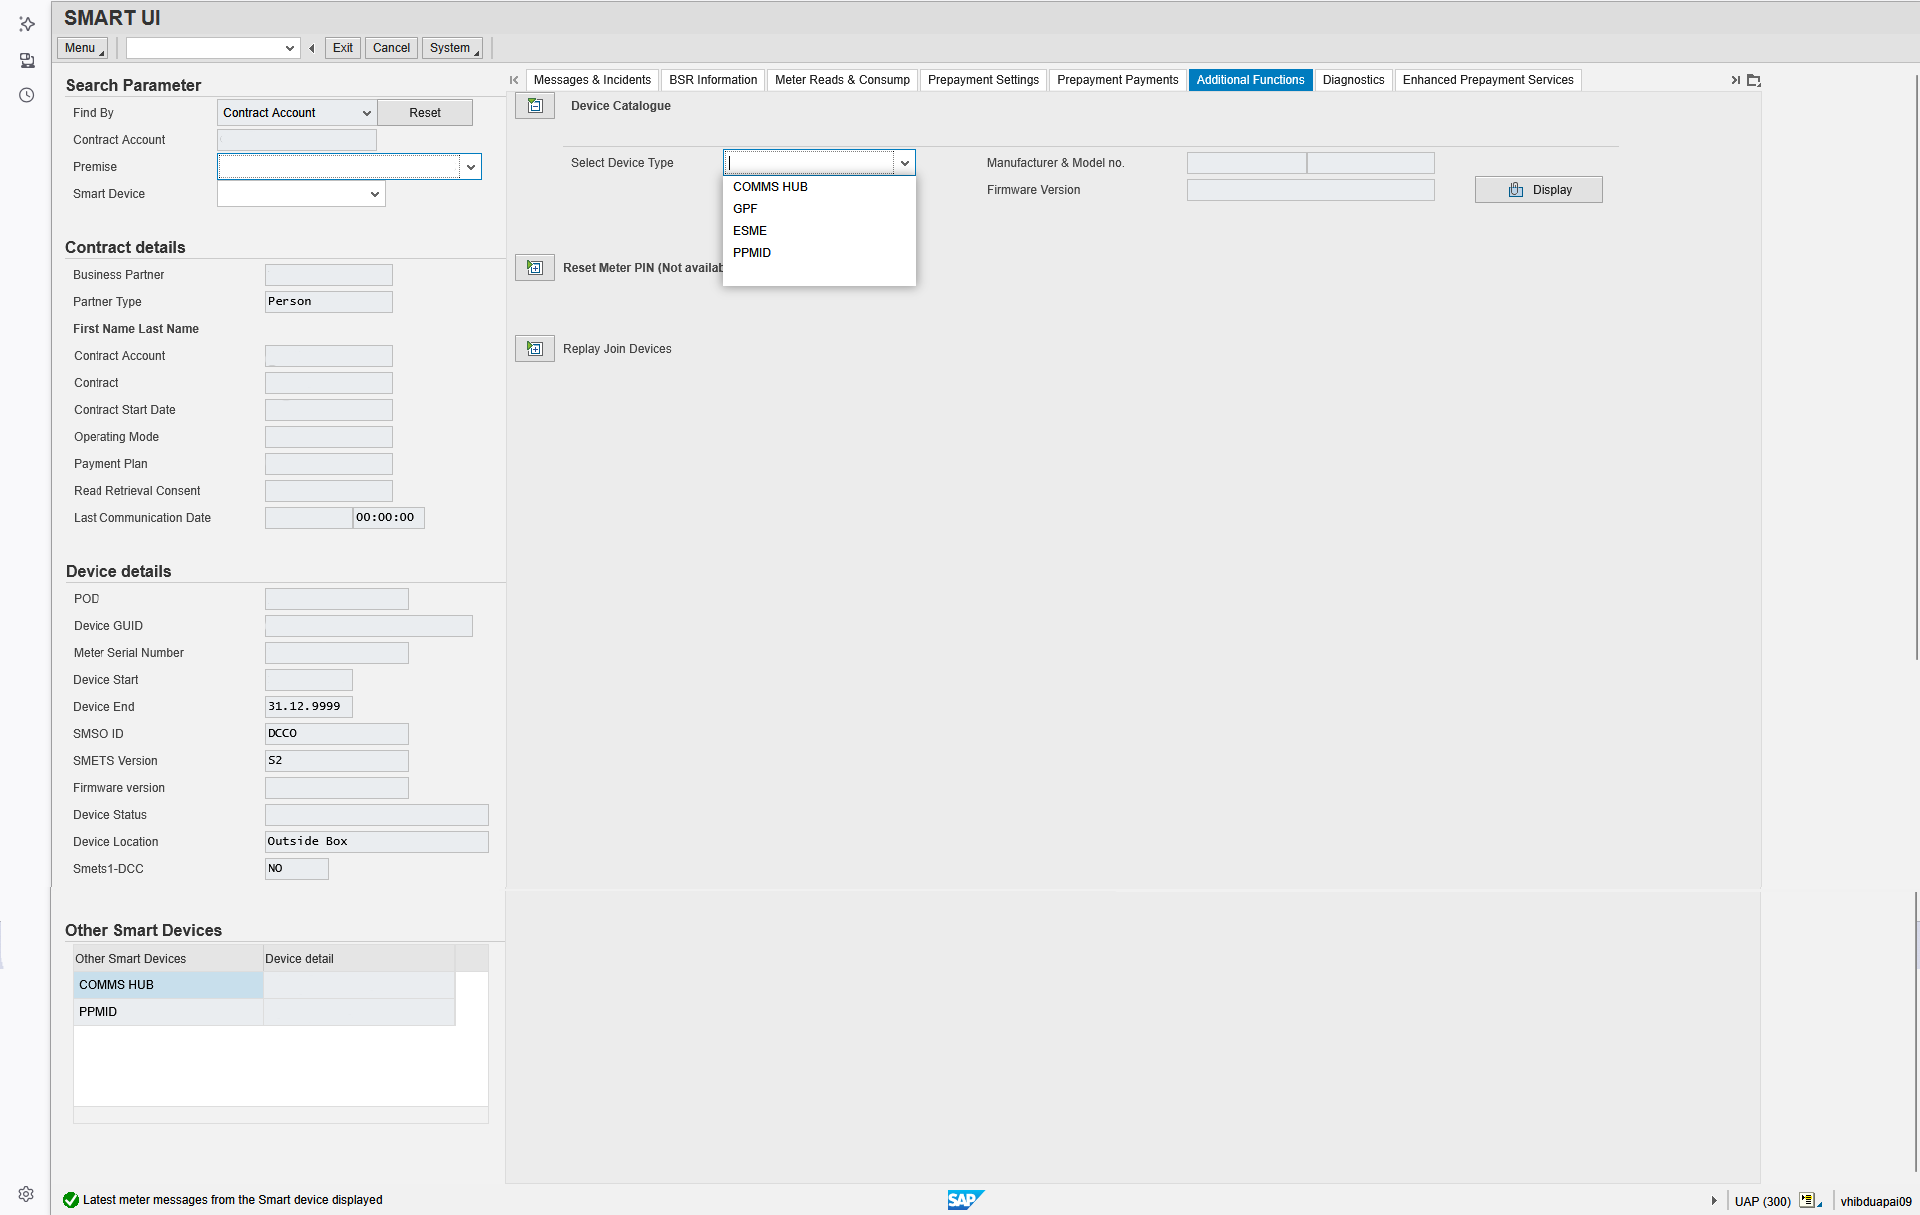 SMART UI
Menu
Exit
Cancel
System
Search Parameter
Find By
Contract Account
Reset
Contract Account
Premise
Smart Device
Contract details
Business Partner
Partner Type
Person
First Name Last Name
Contract Account
Contract
Contract Start Date
Operating Mode
Payment Plan
Read Retrieval Consent
Last Communication Date
00:00:00
Device details
POD
Device GUID
Meter Serial Number
Device Start
Device End
31.12.9999
SMSO ID
DCCO
SMETS Version
S2
Firmware version
Device Status
Device Location
Outside Box
Smets1-DCC
NO
Other Smart Devices
Other Smart Devices
Device detail
COMMS HUB
PPMID
Messages & Incidents
BSR Information
Meter Reads & Consump
Prepayment Settings
Prepayment Payments
Additional Functions
Diagnostics
Enhanced Prepayment Services
Device Catalogue
Select Device Type
COMMS HUB
GPF
ESME
PPMID
Manufacturer & Model no.
Firmware Version
Display
Reset Meter PIN (Not availab
Replay Join Devices
Latest meter messages from the Smart device displayed
SAP
UAP (300)
vhibduapai09